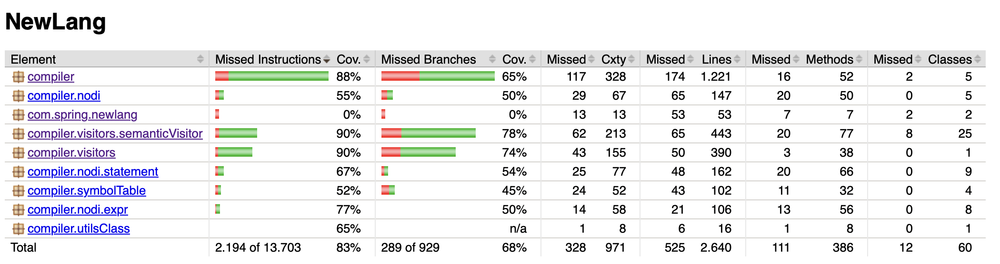 NewLang
Element Missed Instructions Cov. Missed Branches Cov. Missed Cxty Missed Lines Missed Methods Missed Classes
compiler 88% 65% 117 328 174 1.221 16 52 2 5
compiler.nodi 55% 50% 29 67 65 147 20 50 0 5
com.spring.newlang 0% 0% 13 13 53 53 7 7 2 2
compiler.visitors.semanticVisitor 90% 78% 62 213 65 443 20 77 8 25
compiler.visitors 90% 74% 43 155 50 390 3 38 0 1
compiler.nodi.statement 67% 54% 25 77 48 162 20 66 0 9
compiler.symbolTable 52% 45% 24 52 43 102 11 32 0 4
compiler.nodi.expr 77% 50% 14 58 21 106 13 56 0 8
compiler.utilsClass 65% n/a 1 8 6 16 1 8 0 1
Total 2.194 of 13.703 83% 289 of 929 68% 328 971 525 2.640 111 386 12 60